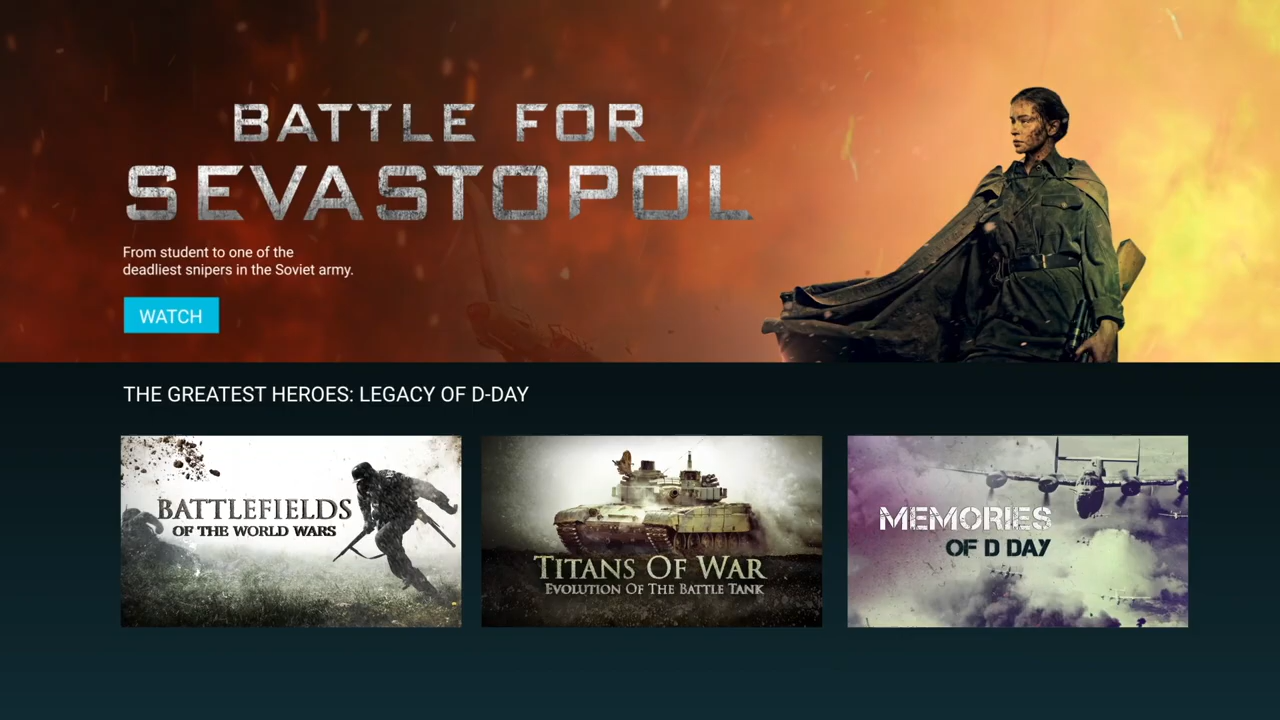 BATTLE FOR
SEVASTOPOL
From student to one of the
deadliest snipers in the Soviet army.
WATCH
THE GREATEST HEROES: LEGACY OF D-DAY
BATTLEFIELDS
OF THE WORLD WARS
TITANS OF WAR
EVOLUTION OF THE BATTLE TANK
MEMORIES
OF D DAY